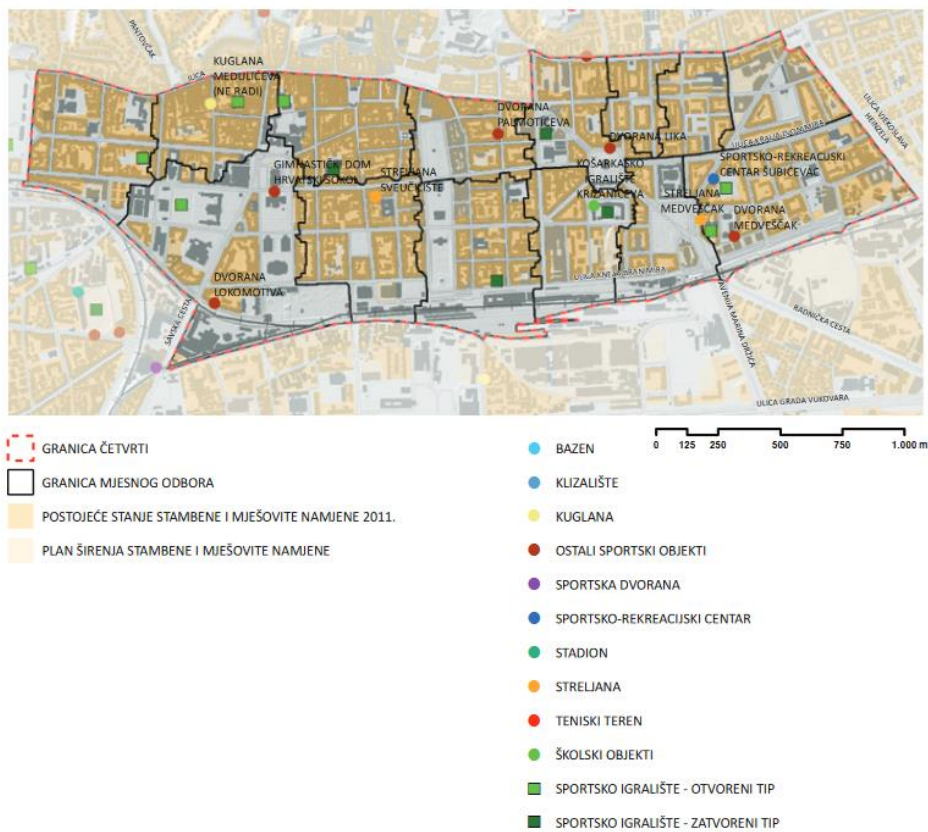 PANTOVČAK
ILICA
KUGLANA
MEDULIĆEVA
(NE RADI)
DVORANA
PALMOTIĆEVA
DVORANA LIKA
ULICA VJEKOSLAVA
HEINZELA
ULICA KRALJA ZVONIMIRA
GIMNASTIČKI DOM
HRVATSKI SOKOL
STRELJANA
SVEUČILIŠTE
KOŠARKAŠKO
IGRALIŠTE
KRIŽANIĆEVA
SPORTSKO-REKREACIJSKI
CENTAR ŠUBIĆEVAC
STRELJANA
MEDVEŠČAK
DVORANA
MEDVEŠČAK
DVORANA
LOKOMOTIVA
ULICA KNEZA BRANIMIRA
SAVSKA CESTA
AVENIJA MARINA DRŽIĆA
RADNIČKA CESTA
ULICA GRADA VUKOVARA
0 125 250 500 750 1.000 m
GRANICA ČETVRTI
GRANICA MJESNOG ODBORA
POSTOJEĆE STANJE STAMBENE I MJEŠOVITE NAMJENE 2011.
PLAN ŠIRENJA STAMBENE I MJEŠOVITE NAMJENE
BAZEN
KLIZALIŠTE
KUGLANA
OSTALI SPORTSKI OBJEKTI
SPORTSKA DVORANA
SPORTSKO-REKREACIJSKI CENTAR
STADION
STRELJANA
TENISKI TEREN
ŠKOLSKI OBJEKTI
SPORTSKO IGRALIŠTE - OTVORENI TIP
SPORTSKO IGRALIŠTE - ZATVORENI TIP